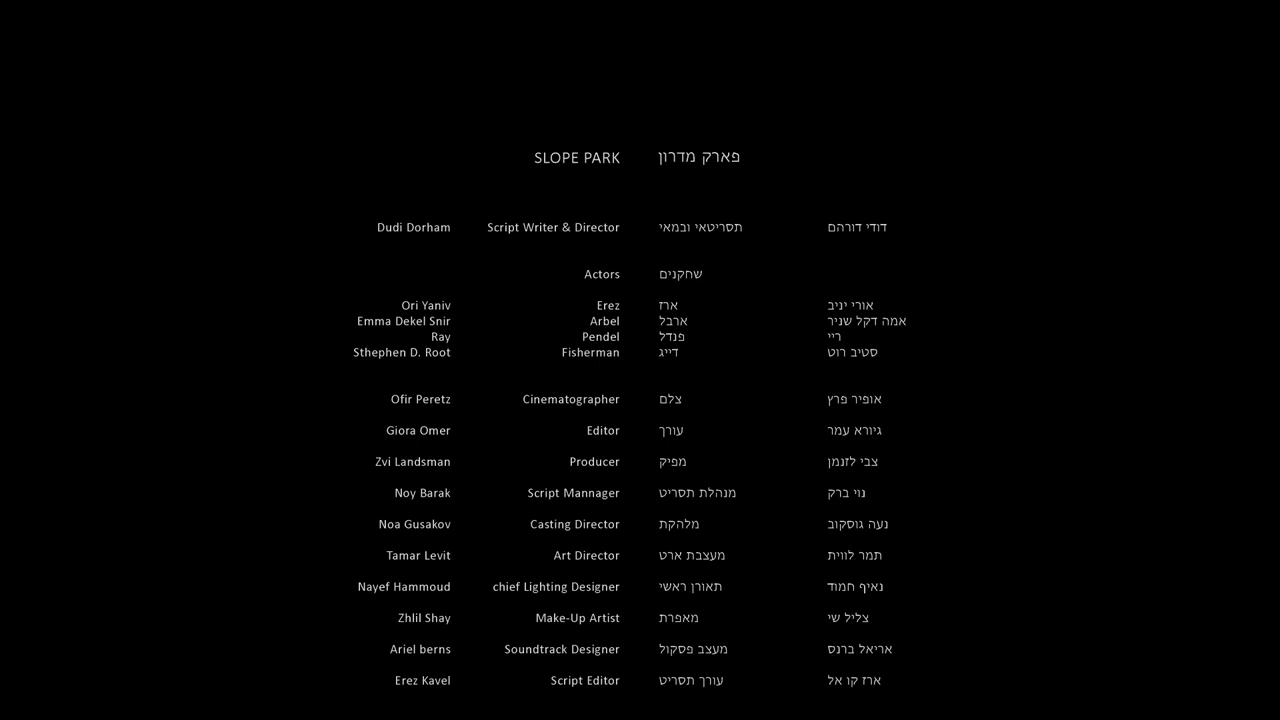 SLOPE PARK פארק מדרון
Dudi Dorham Script Writer & Director תסריטאי ובמאי דודי דורהם
Actors שחקנים
Ori Yaniv Erez ארז אורי יניב
Emma Dekel Snir Arbel ארבל אמה דקל שניר
Ray Pendel פנדל ריי
Sthephen D. Root Fisherman דייג סטיב רוט
Ofir Peretz Cinematographer צלם אופיר פרץ
Giora Omer Editor עורך גיורא עמר
Zvi Landsman Producer מפיק צבי לזנמן
Noy Barak Script Mannager מנהלת תסריט נוי ברק
Noa Gusakov Casting Director מלהקת נעה גוסקוב
Tamar Levit Art Director מעצבת ארט תמר לווית
Nayef Hammoud chief Lighting Designer תאורן ראשי נאיף חמוד
Zhlil Shay Make-Up Artist מאפרת צליל שי
Ariel berns Soundtrack Designer מעצב פסקול אריאל ברנס
Erez Kavel Script Editor עורך תסריט ארז קו אל